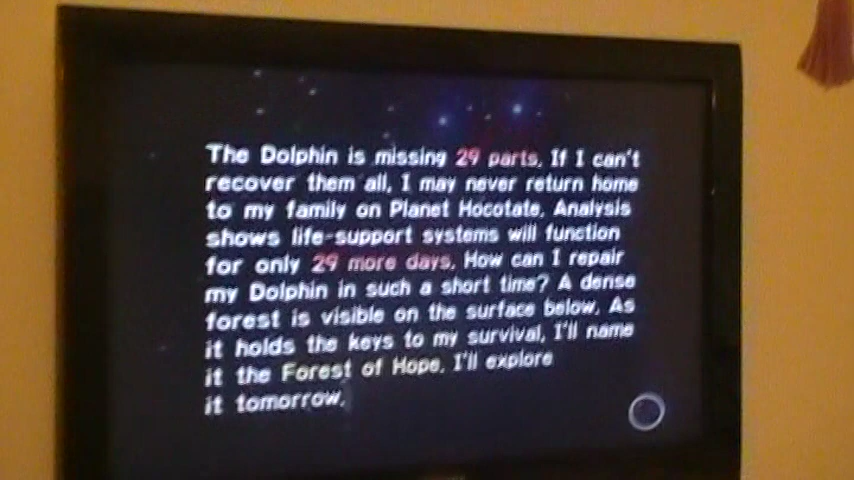 The Dolphin is missing 29 parts. If I can't
recover them all, I may never return home
to my family on Planet Hocotate. Analysis
shows life-support systems will function
for only 29 more days. How can I repair
my Dolphin in such a short time? A dense
forest is visible on the surface below. As
it holds the keys to my survival, I'll name
it the Forest of Hope. I'll explore
it tomorrow.